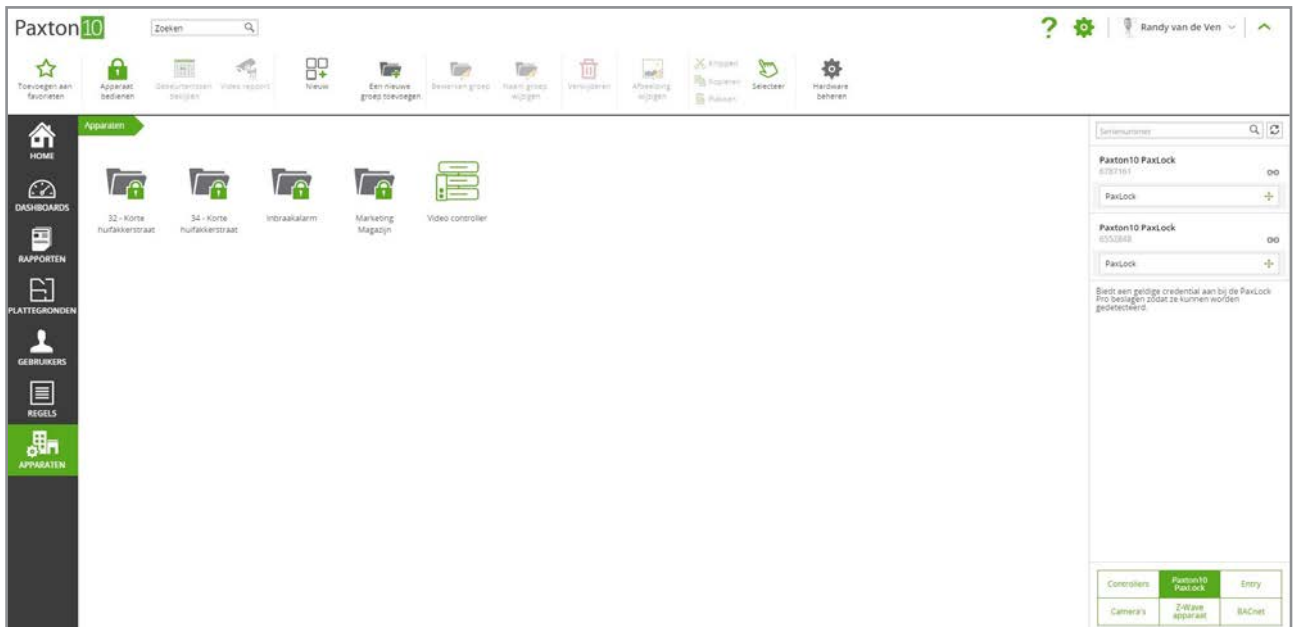 Paxton10
Zoeken
Randy van de Ven
Toevoegen aan
favorieten
Apparaat
bedienen
Gebeurtenissen
bekijken
Video rapport
Nieuw
Een nieuwe
groep toevoegen
Bewerken groep
Naam groep
wijzigen
Verwijderen
Afbeelding
wijzigen
Knippen
Kopiëren
Plakken
Selecteer
Hardware
beheren
HOME
DASHBOARDS
RAPPORTEN
PLATTEGRONDEN
GEBRUIKERS
REGELS
APPARATEN
Apparaten
32 - Korte
huifakkerstraat
34 - Korte
huifakkerstraat
Inbraakalarm
Marketing
Magazijn
Video controller
Serienummer
Paxton10 PaxLock
6787161
PaxLock
Paxton10 PaxLock
6552848
PaxLock
Biedt een geldige credential aan bij de PaxLock
Pro beslagen zodat ze kunnen worden
gedetecteerd.
Controllers
Paxton10
PaxLock
Entry
Camera's
Z-Wave
apparaat
BACnet